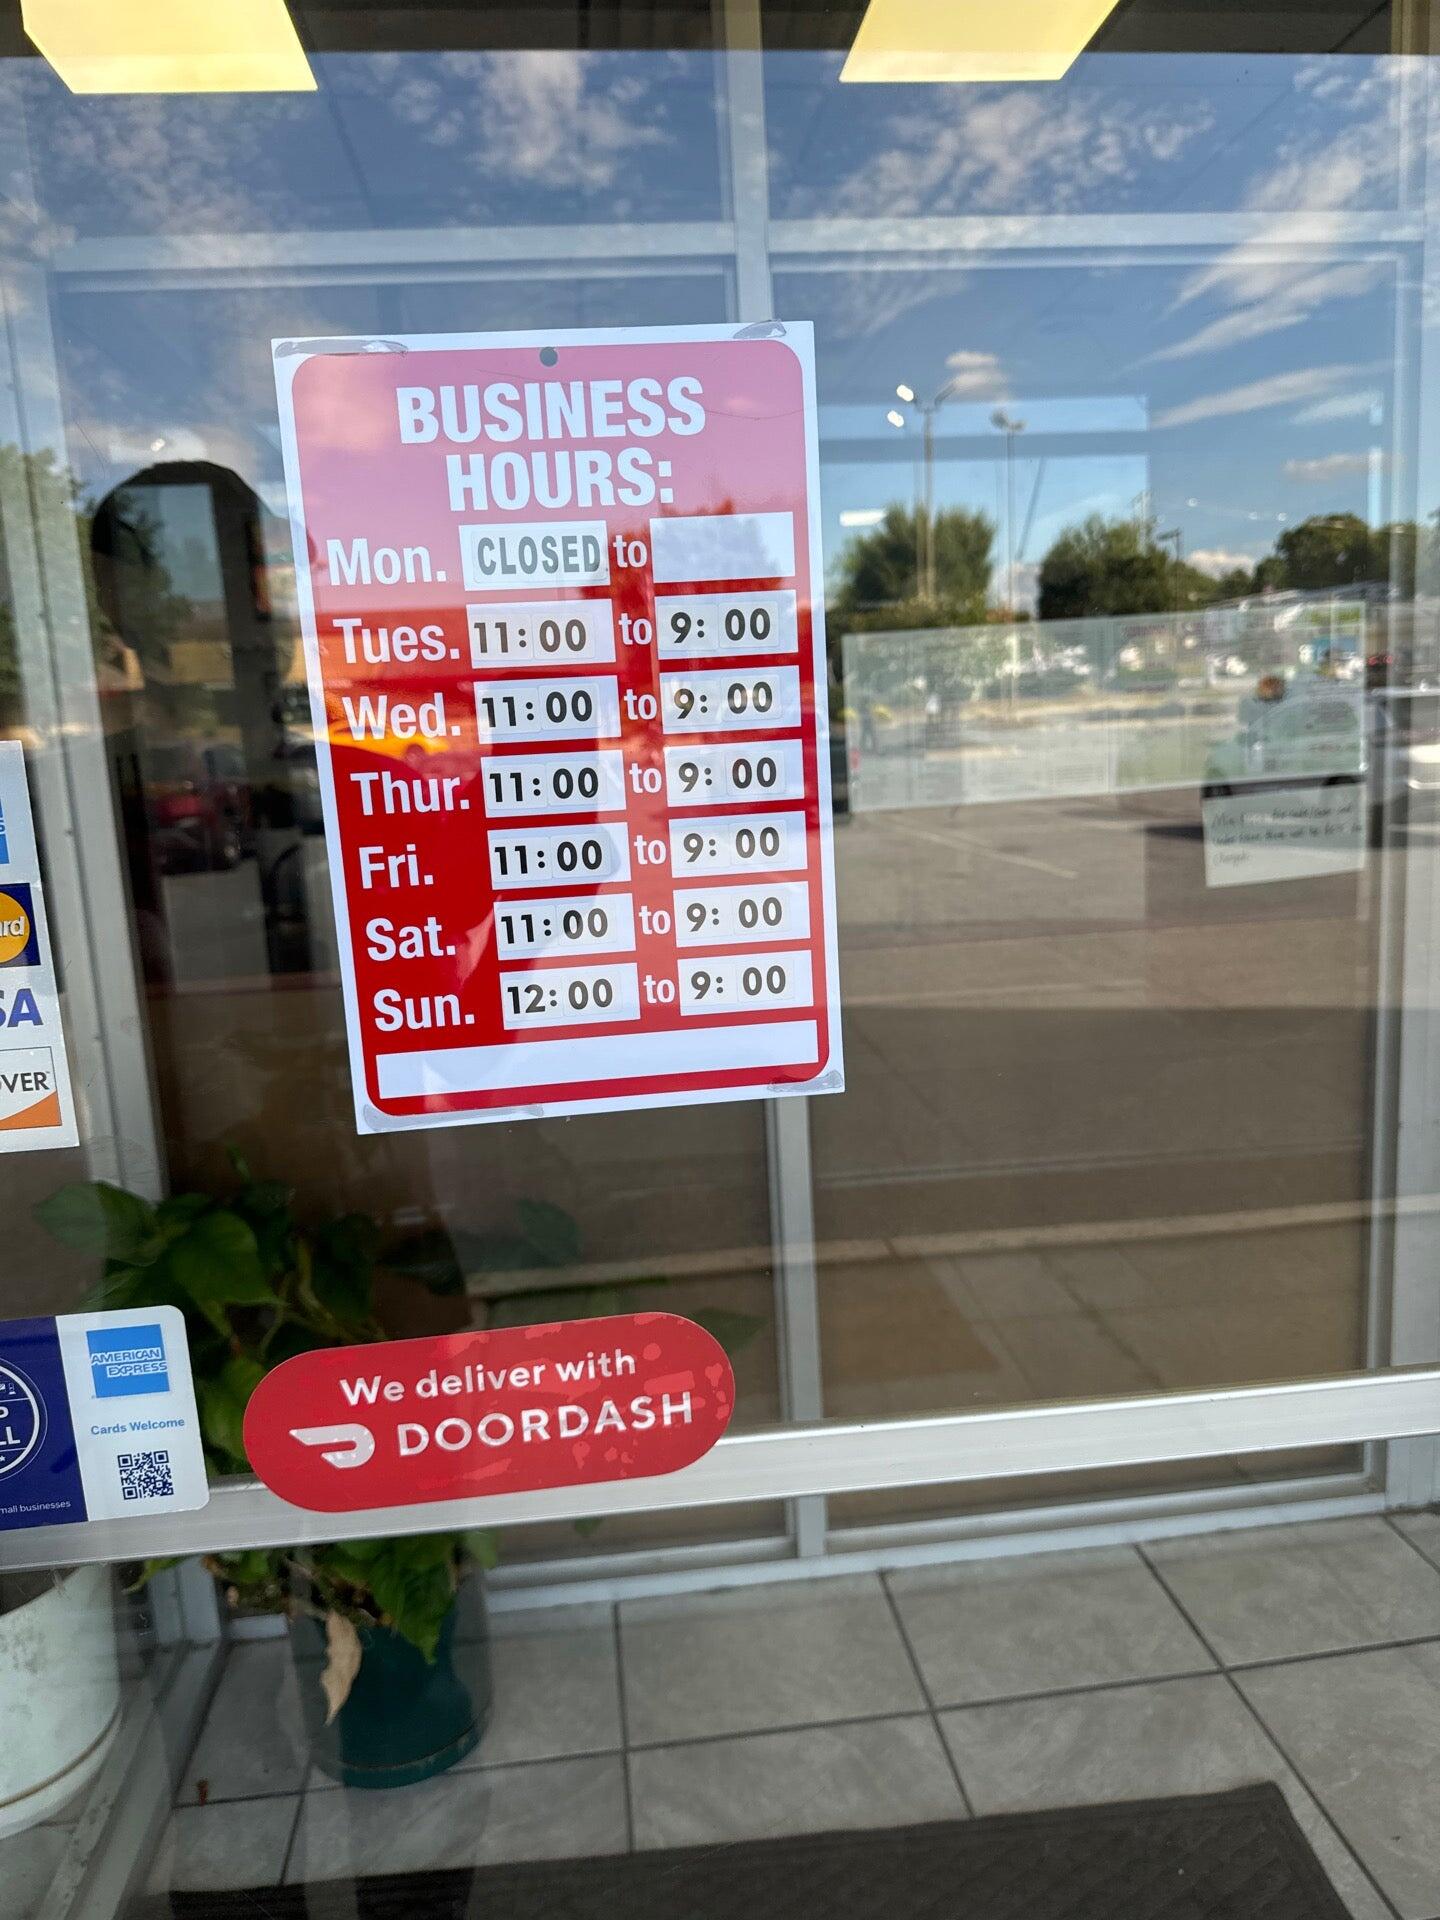 BUSINESS
HOURS:
Mon. CLOSED to
Tues. 11:00 to 9:00
Wed. 11:00 to 9:00
Thur. 11:00 to 9:00
Fri. 11:00 to 9:00
Sat. 11:00 to 9:00
Sun. 12:00 to 9:00
AMERICAN
EXPRESS
Cards Welcome
businesses
We deliver with
DOORDASH